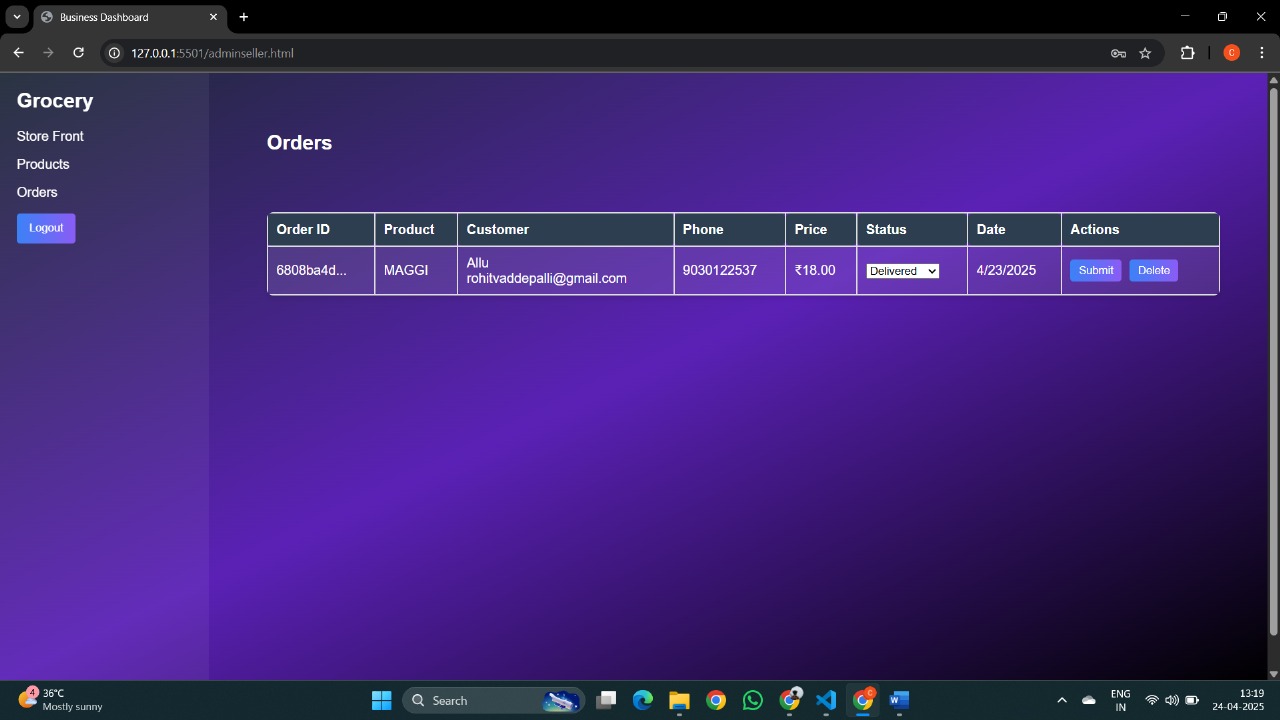 Business Dashboard
127.0.0.1:5501/adminseller.html
C
Grocery
Store Front
Products
Orders
Logout
Orders
Order ID Product Customer Phone Price Status Date Actions
6808ba4d... MAGGI Allu 9030122537 ₹18.00 Delivered 4/23/2025 Submit Delete
rohitvaddepalli@gmail.com
4
36°C
Mostly sunny
Search
C
W
ENG
IN
13:19
24-04-2025